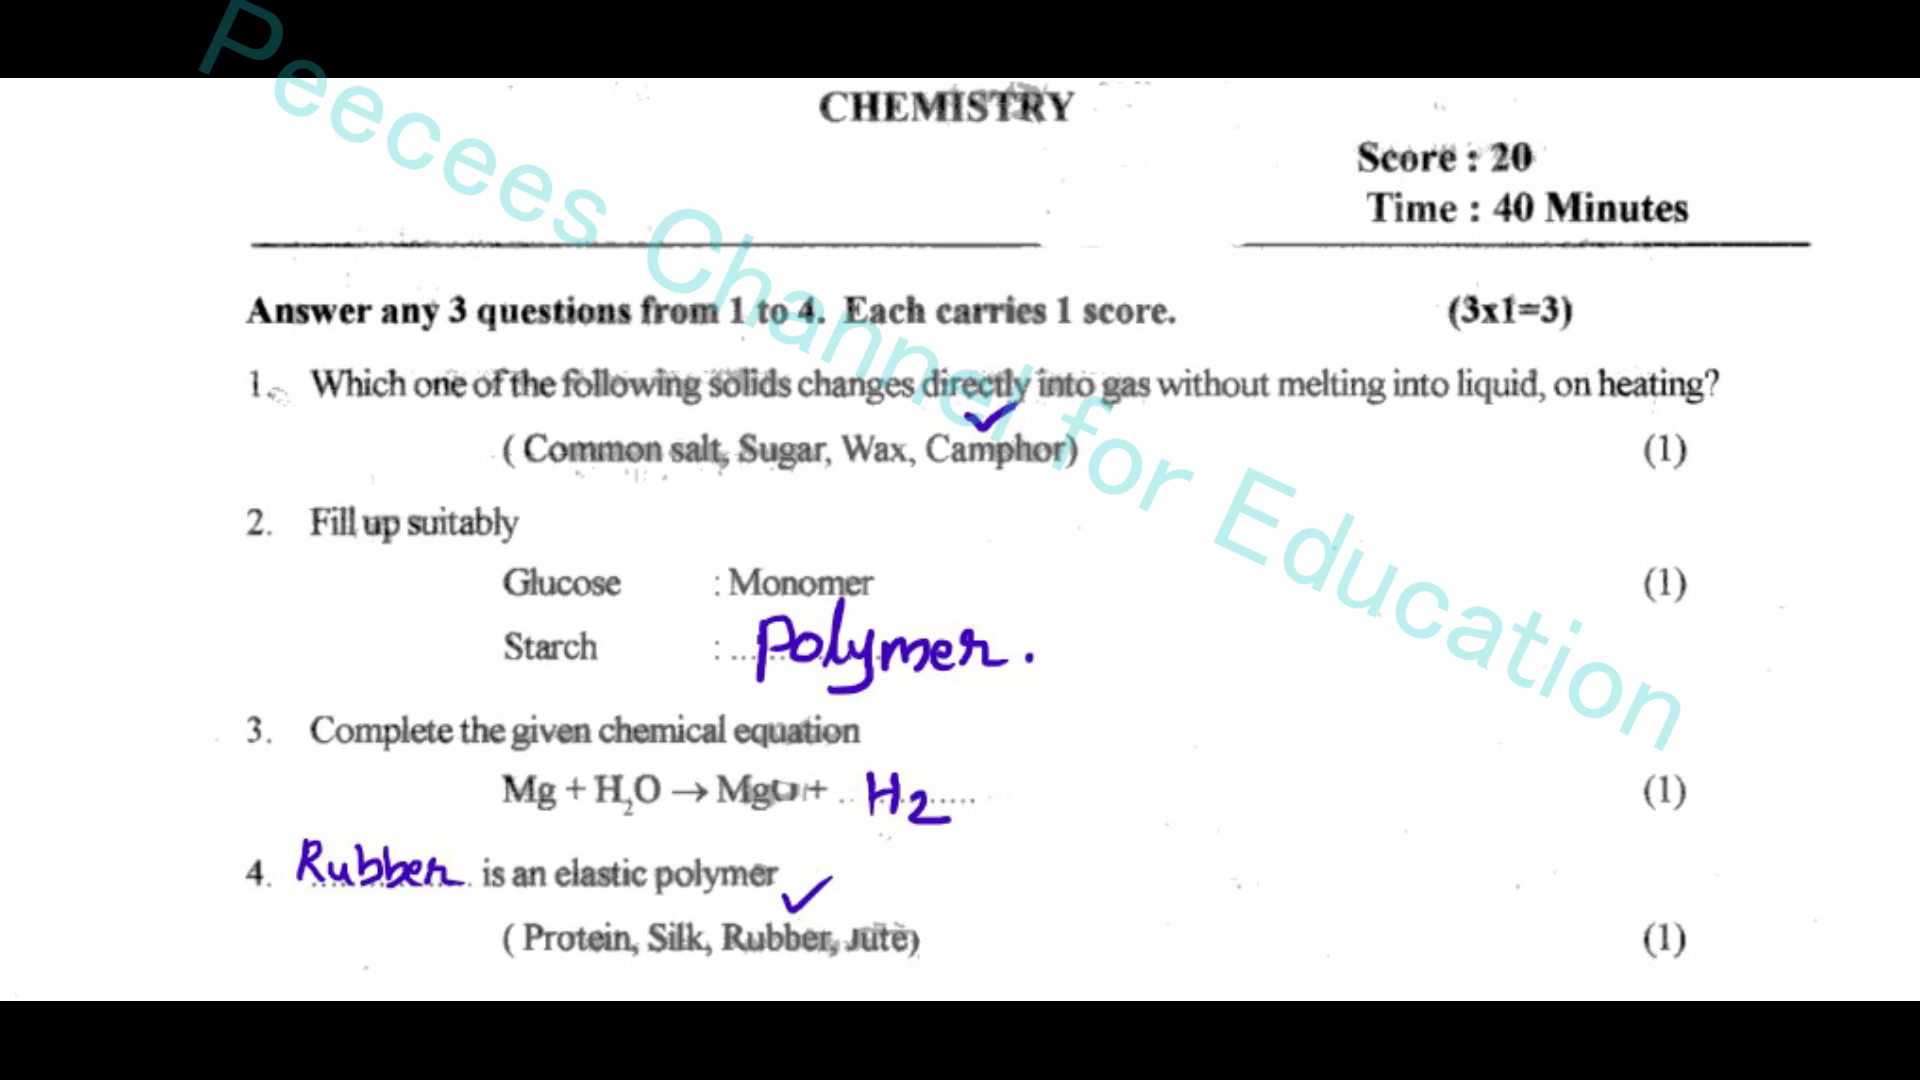 Peecees Channel for Education
CHEMISTRY
Score : 20
Time : 40 Minutes
Answer any 3 questions from 1 to 4. Each carries 1 score. (3x1=3)
1. Which one of the following solids changes directly into gas without melting into liquid, on heating?
( Common salt, Sugar, Wax, Camphor) (1)
2. Fill up suitably
Glucose : Monomer (1)
Starch : Polymer.
3. Complete the given chemical equation
Mg + H₂O → MgO + H₂ (1)
4. Rubber is an elastic polymer
( Protein, Silk, Rubber, Jute) (1)